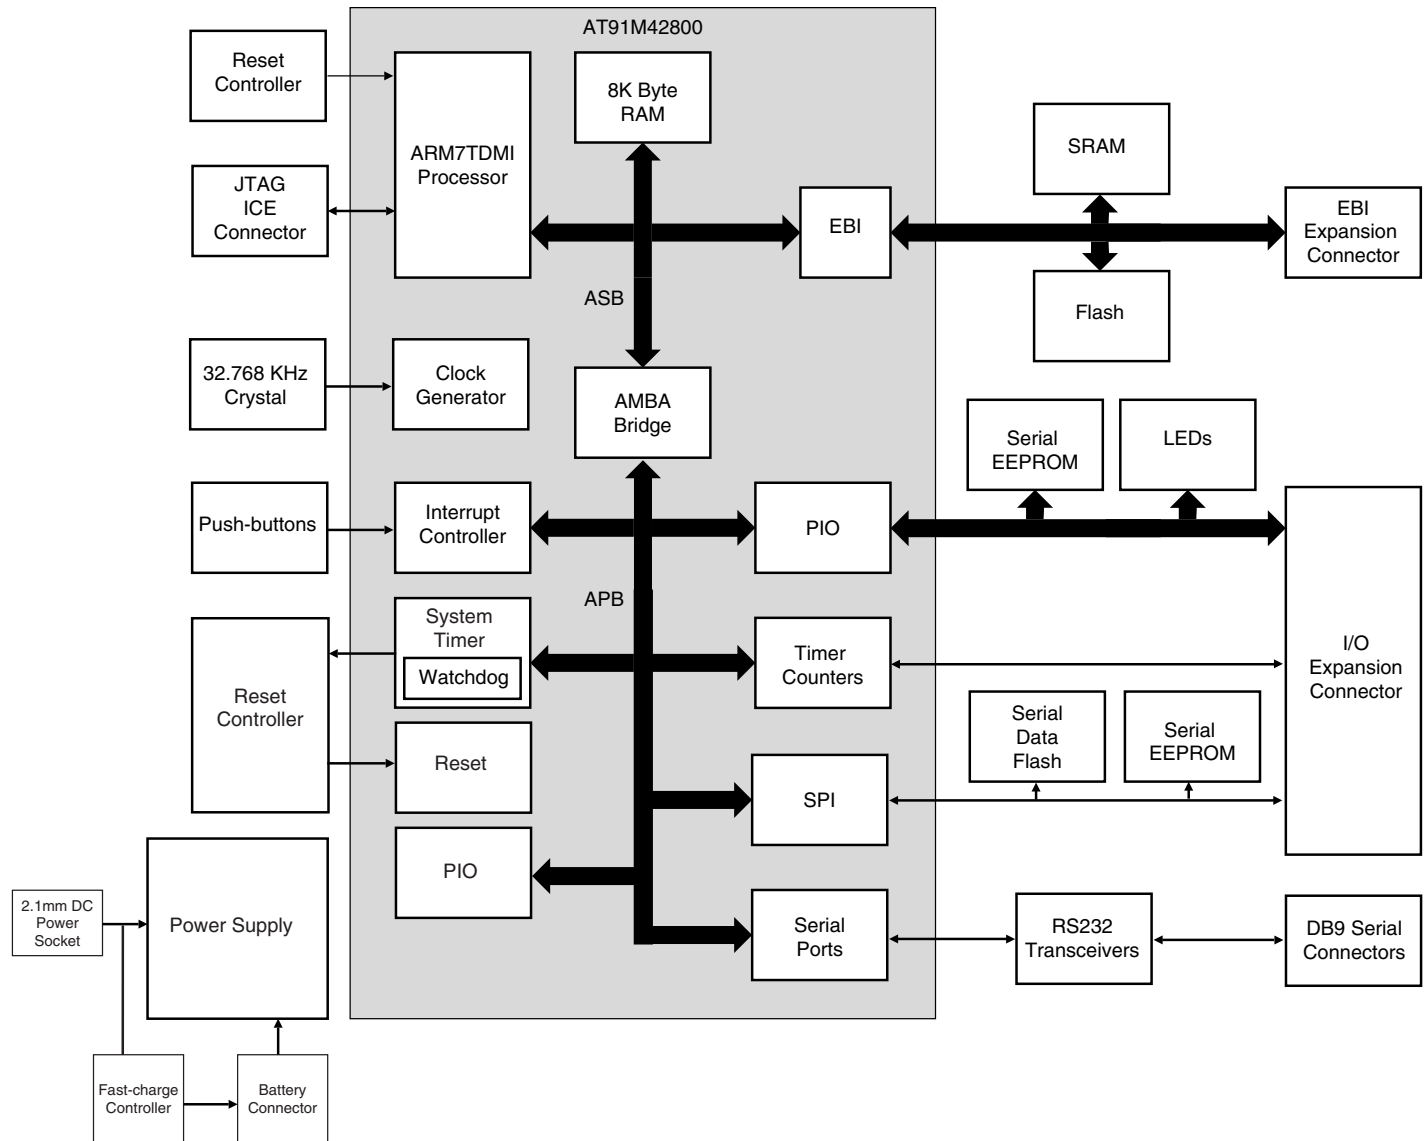 AT91M42800
Reset
Controller
8K Byte
RAM
ARM7TDMI
Processor
SRAM
JTAG
ICE
Connector
EBI
EBI
Expansion
Connector
ASB
Flash
32.768 KHz
Crystal
Clock
Generator
AMBA
Bridge
Serial
EEPROM
LEDs
Push-buttons
Interrupt
Controller
PIO
APB
System
Timer
Watchdog
Timer
Counters
I/O
Expansion
Connector
Reset
Controller
Serial
Data
Flash
Serial
EEPROM
Reset
SPI
PIO
2.1mm DC
Power
Socket
Power Supply
Serial
Ports
RS232
Transceivers
DB9 Serial
Connectors
Fast-charge
Controller
Battery
Connector